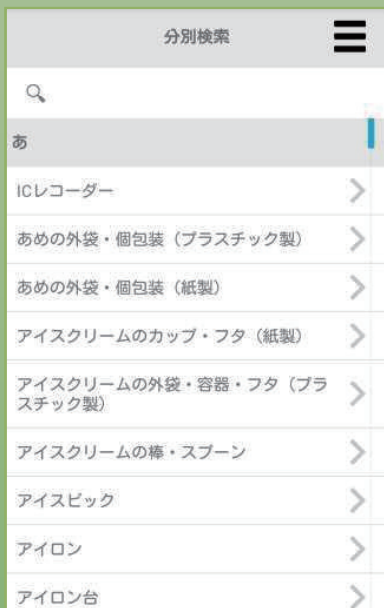 分別検索
あ
ICレコーダー
あめの外袋・個包装（プラスチック製）
あめの外袋・個包装（紙製）
アイスクリームのカップ・フタ（紙製）
アイスクリームの外袋・容器・フタ（プラ
スチック製）
アイスクリームの棒・スプーン
アイスピック
アイロン
アイロン台